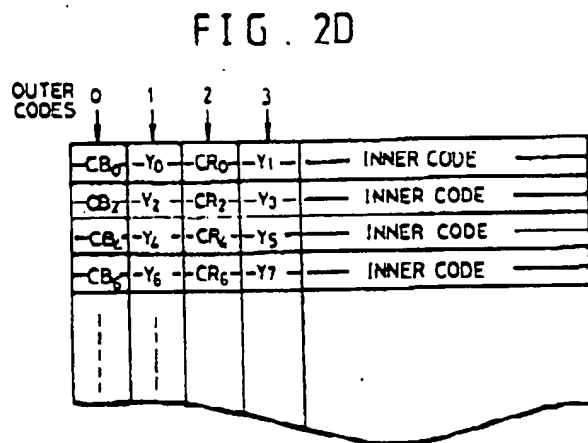 FIG. 2D
OUTER CODES 0 1 2 3
CB0 Y0 CR0 Y1 INNER CODE
CB2 Y2 CR2 Y3 INNER CODE
CB4 Y4 CR4 Y5 INNER CODE
CB6 Y6 CR6 Y7 INNER CODE